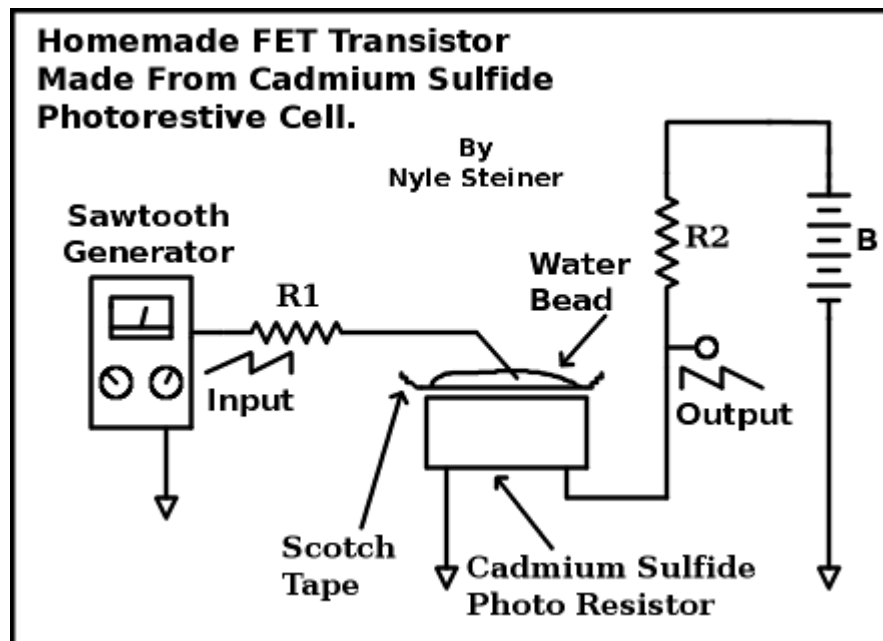 Homemade FET Transistor
Made From Cadmium Sulfide
Photorestive Cell.
By
Nyle Steiner
Sawtooth
Generator
R1
Input
Water
Bead
R2
B
Output
Scotch
Tape
Cadmium Sulfide
Photo Resistor